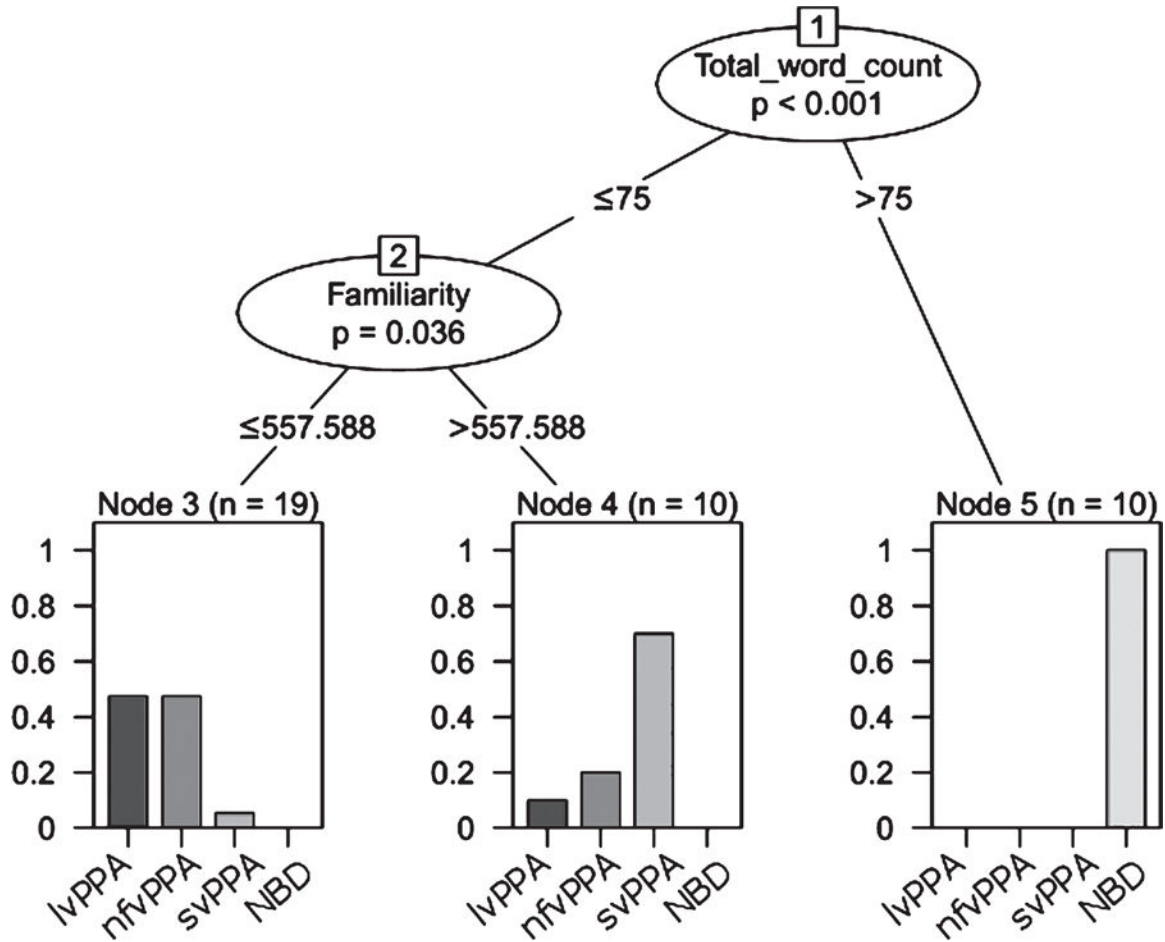 1
Total_word_count
p < 0.001
≤75
>75
2
Familiarity
p = 0.036
≤557.588
>557.588
Node 3 (n = 19)
Node 4 (n = 10)
Node 5 (n = 10)
1
0.8
0.6
0.4
0.2
0
1
0.8
0.6
0.4
0.2
0
1
0.8
0.6
0.4
0.2
0
lvPPA
nfvPPA
svPPA
NBD
lvPPA
nfvPPA
svPPA
NBD
lvPPA
nfvPPA
svPPA
NBD